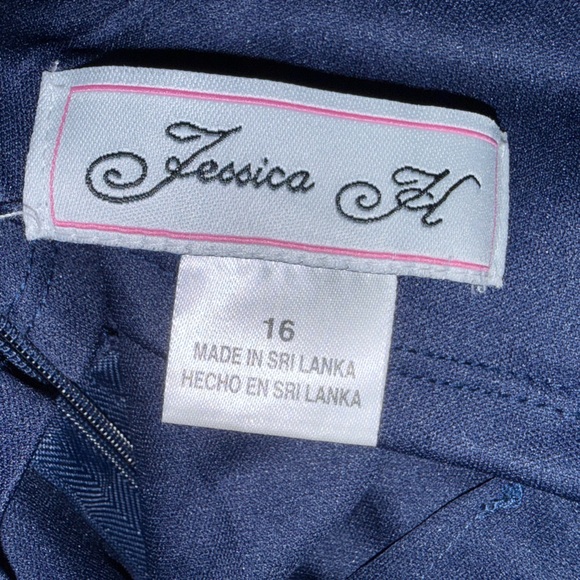 Jessica H
16
MADE IN SRI LANKA
HECHO EN SRI LANKA